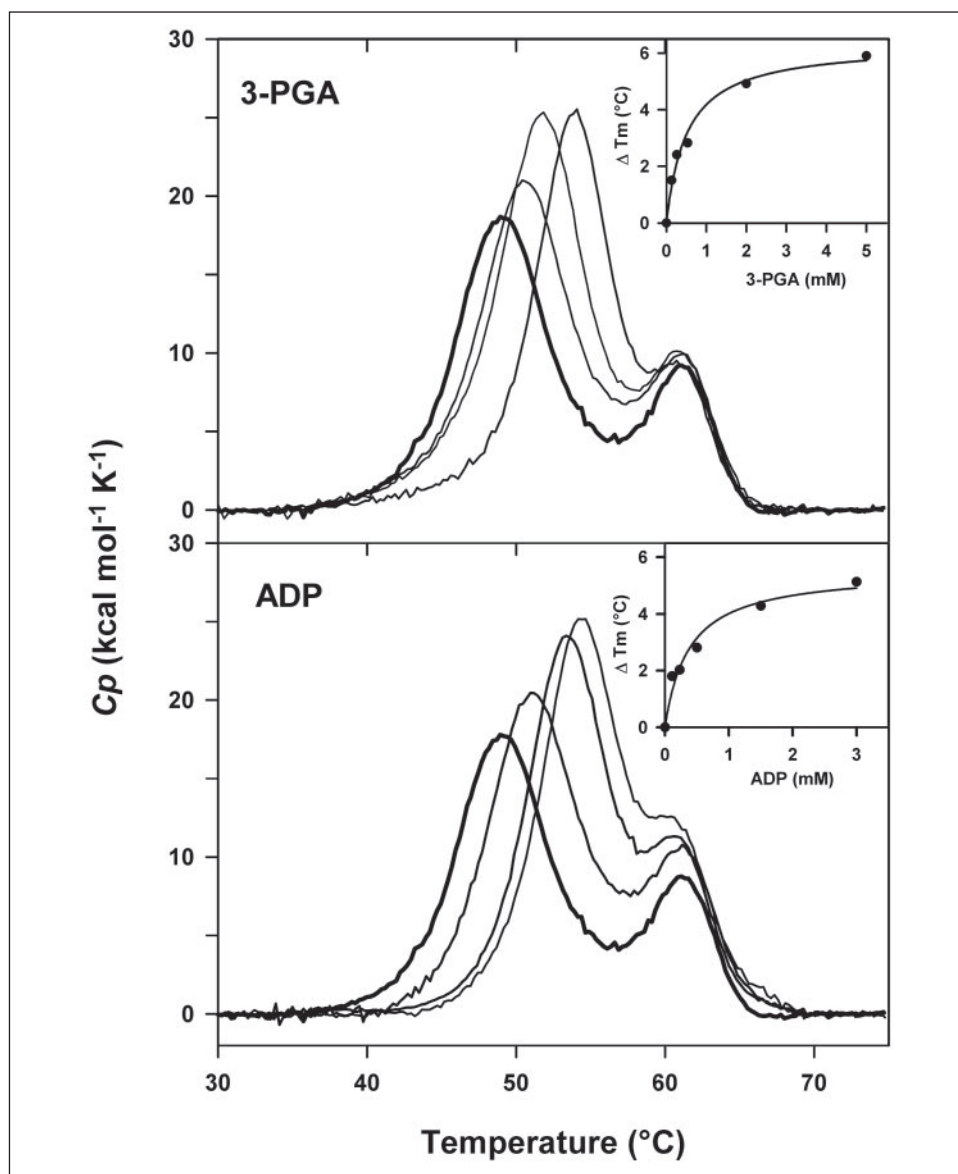 30
20
10
0
3-PGA
6
4
2
0
Δ Tm (°C)
0 1 2 3 4 5
3-PGA (mM)
Cp (kcal mol-1 K-1)
30
20
10
0
ADP
6
4
2
0
Δ Tm (°C)
0 1 2 3
ADP (mM)
30 40 50 60 70
Temperature (°C)